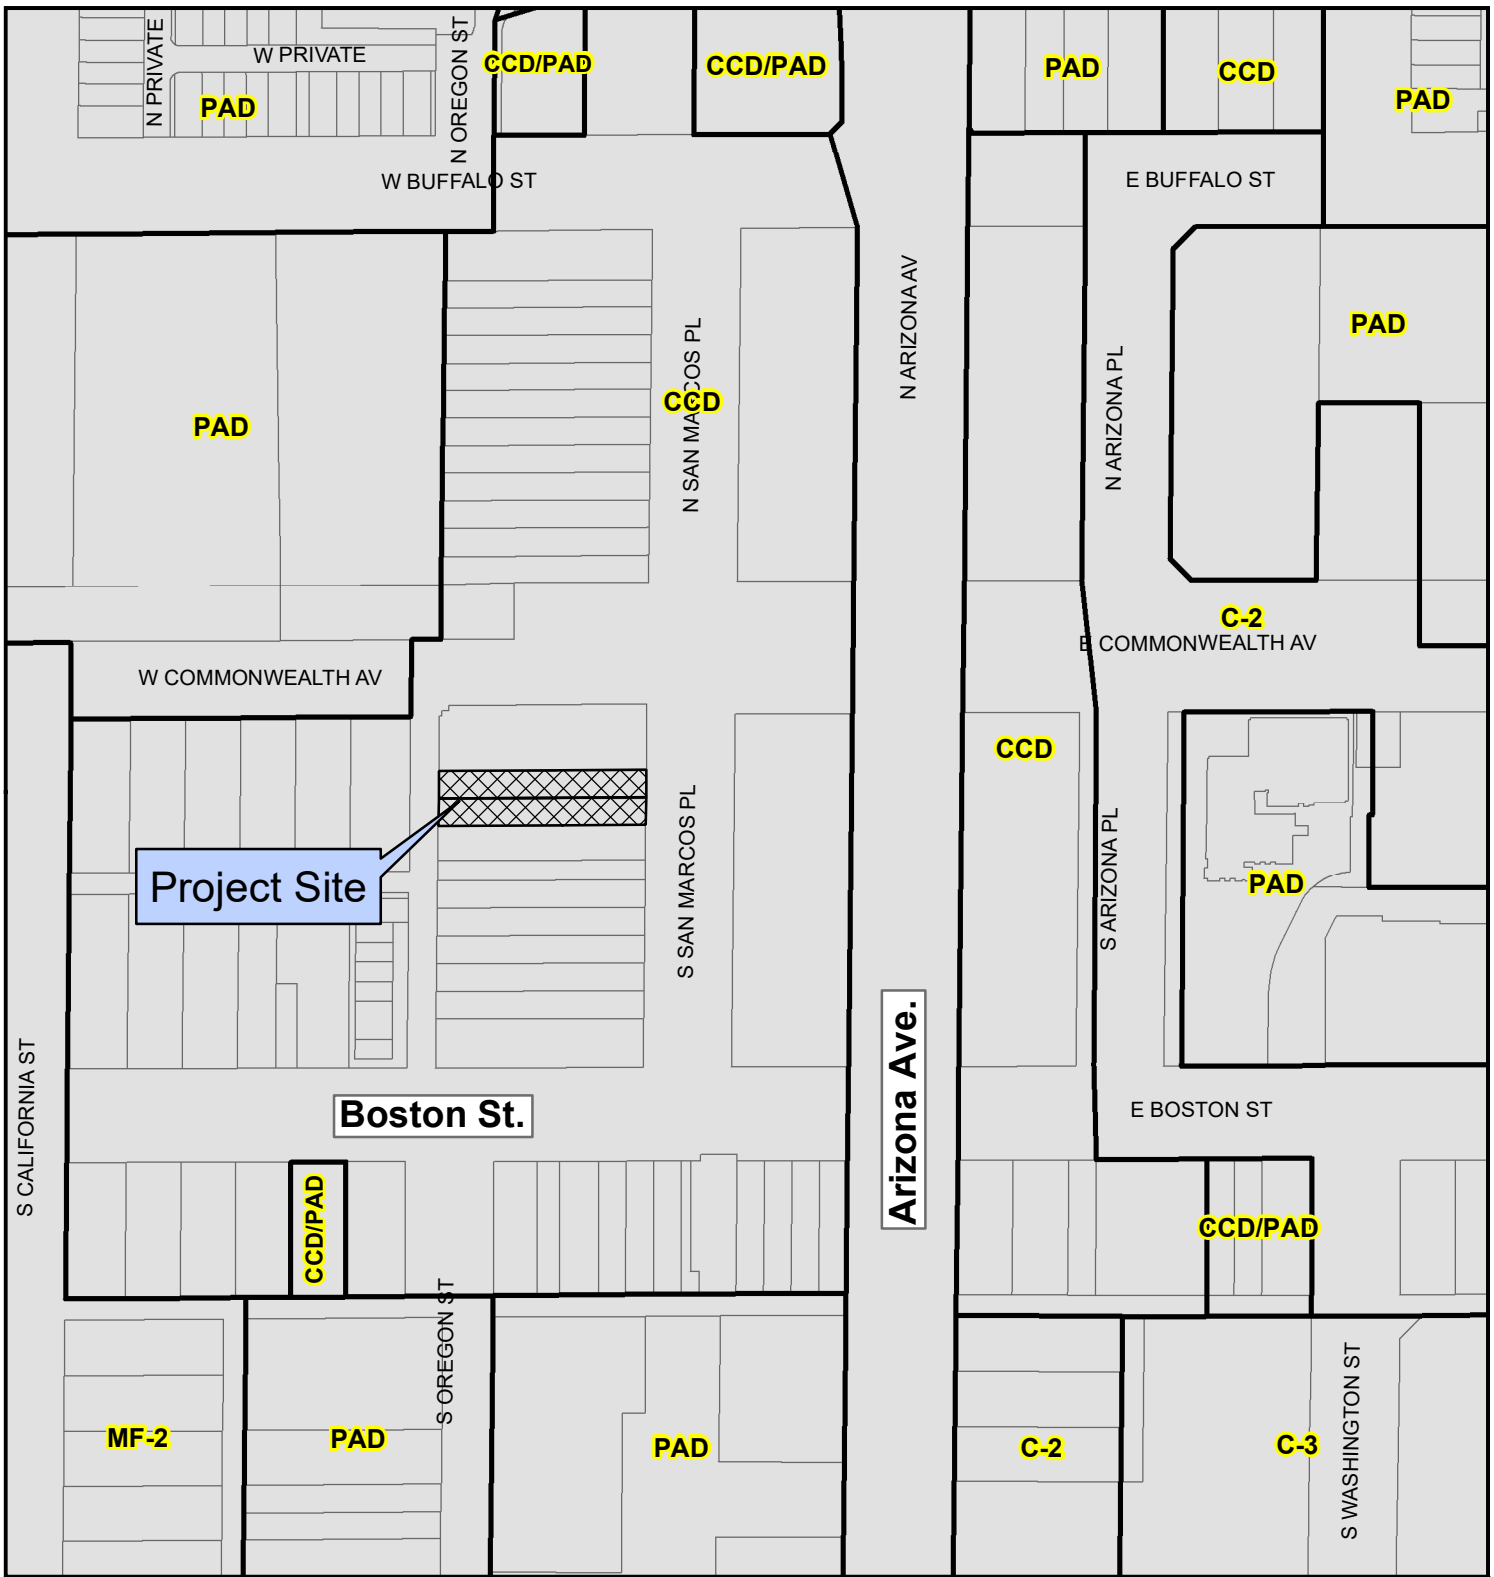 N PRIVATE
W PRIVATE
N OREGON ST
CCD/PAD
CCD/PAD
PAD
CCD
PAD
PAD
W BUFFALO ST
E BUFFALO ST
N ARIZONA AV
PAD
N SAN MARCOS PL
CCD
N ARIZONA PL
PAD
C-2
E COMMONWEALTH AV
W COMMONWEALTH AV
CCD
Project Site
S SAN MARCOS PL
S ARIZONA PL
PAD
Arizona Ave.
S CALIFORNIA ST
Boston St.
E BOSTON ST
CCD/PAD
CCD/PAD
S OREGON ST
MF-2
PAD
PAD
C-2
C-3
S WASHINGTON ST